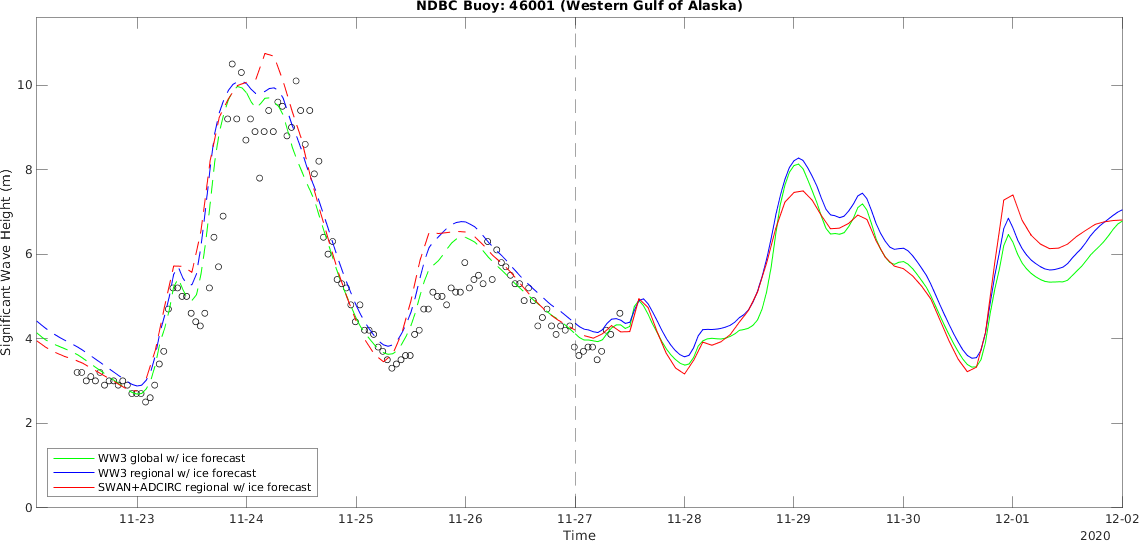 NDBC Buoy: 46001 (Western Gulf of Alaska)
Significant Wave Height (m)
10
8
6
4
2
0
WW3 global w/ ice forecast
WW3 regional w/ ice forecast
SWAN+ADCIRC regional w/ ice forecast
11-23 11-24 11-25 11-26 11-27 11-28 11-29 11-30 12-01 12-02
Time
2020